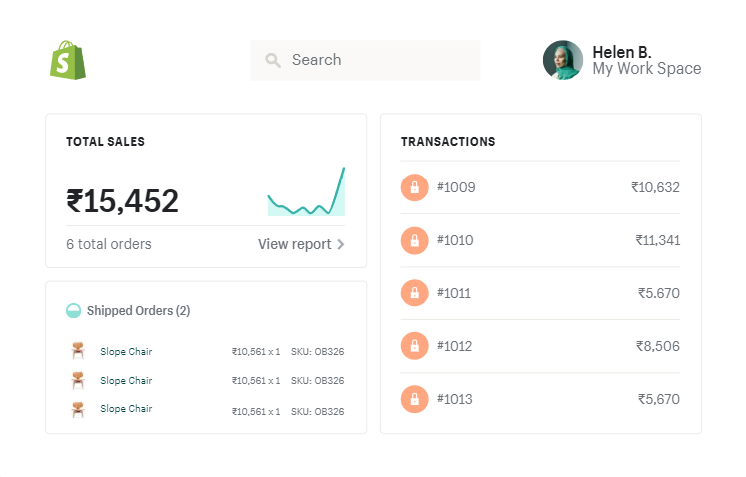 S
Search
Helen B.
My Work Space
TOTAL SALES
₹15,452
6 total orders
View report
Shipped Orders (2)
Slope Chair ₹10,561 x 1 SKU: OB326
Slope Chair ₹10,561 x 1 SKU: OB326
Slope Chair ₹10,561 x 1 SKU: OB326
TRANSACTIONS
#1009 ₹10,632
#1010 ₹11,341
#1011 ₹5.670
#1012 ₹8,506
#1013 ₹5,670